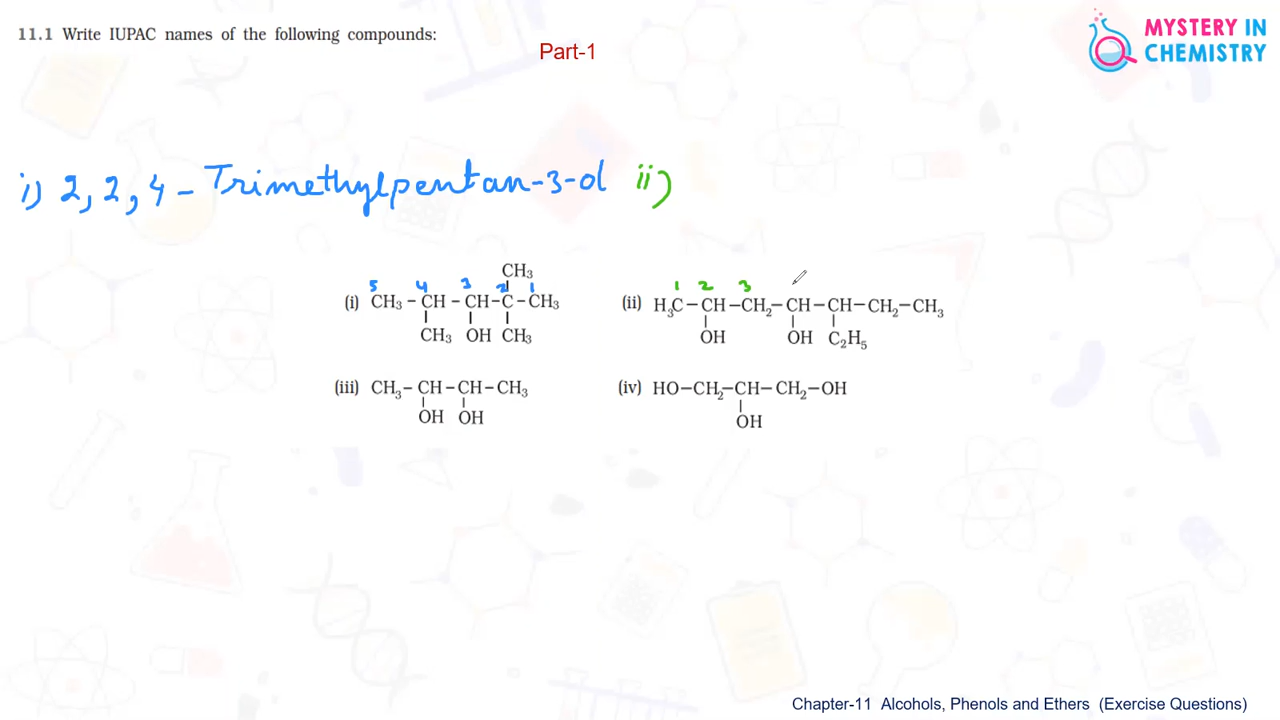 11.1 Write IUPAC names of the following compounds:
Part-1
MYSTERY IN
CHEMISTRY
i) 2, 2, 4 - Trimethylpentan-3-ol ii)
CH₃
5 4 3 2 1
(i) CH₃ - CH - CH - C - CH₃
CH₃ OH CH₃
1 2 3
(ii) H₃C - CH - CH₂ - CH - CH - CH₂ - CH₃
OH OH C₂H₅
(iii) CH₃ - CH - CH - CH₃
OH OH
(iv) HO - CH₂ - CH - CH₂ - OH
OH
Chapter-11 Alcohols, Phenols and Ethers (Exercise Questions)